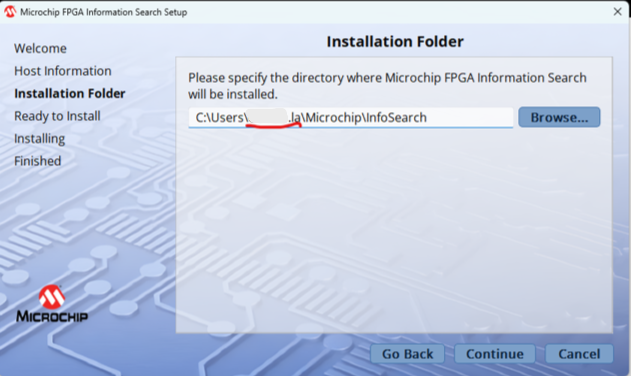 Microchip FPGA Information Search Setup
Installation Folder
Welcome
Host Information
Installation Folder
Ready to Install
Installing
Finished
Please specify the directory where Microchip FPGA Information Search
will be installed.
C:\Users\ .la\Microchip\InfoSearch
Browse...
MICROCHIP
Go Back
Continue
Cancel